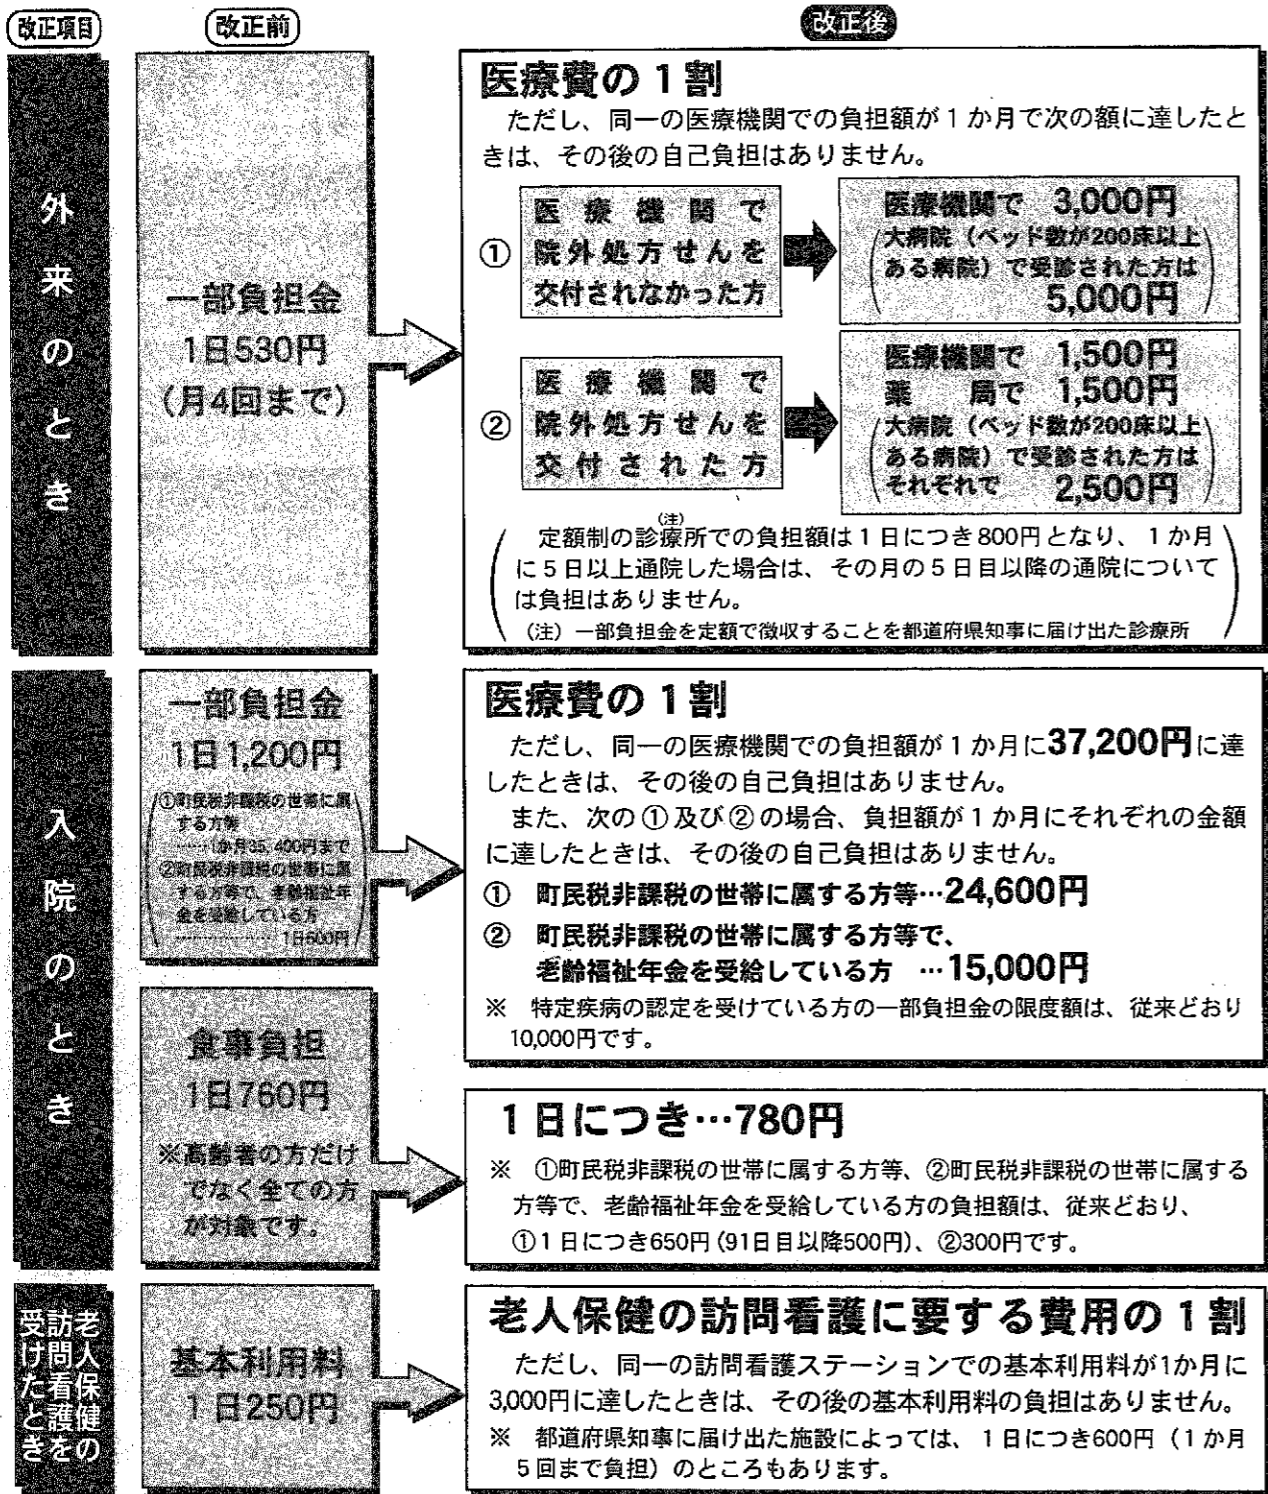 改正項目
改正前
改正後
外来のとき
一部負担金
1日530円
（月4回まで）
医療費の1割
ただし、同一の医療機関での負担額が1か月で次の額に達したと
きは、その後の自己負担はありません。
①
医療機関で
院外処方せんを
交付されなかった方
医療機関で 3,000円
（大病院（ベッド数が200床以上
ある病院）で受診された方は
5,000円）
②
医療機関で
院外処方せんを
交付された方
医療機関で 1,500円
薬局で 1,500円
（大病院（ベッド数が200床以上
ある病院）で受診された方は
それぞれで 2,500円）
（注）
（定額制の診療所での負担額は1日につき800円となり、1か月
に5日以上通院した場合は、その月の5日目以降の通院について
は負担はありません。
（注）一部負担金を定額で徴収することを都道府県知事に届け出た診療所）
入院のとき
一部負担金
1日1,200円
（①町民税非課税の世帯に属
する方等
……1か月35,400円まで
②町民税非課税の世帯に属
する方等で、老齢福祉年
金を受給している方
…………… 1日500円）
医療費の1割
ただし、同一の医療機関での負担額が1か月に37,200円に達
したときは、その後の自己負担はありません。
また、次の①及び②の場合、負担額が1か月にそれぞれの金額
に達したときは、その後の自己負担はありません。
① 町民税非課税の世帯に属する方等…24,600円
② 町民税非課税の世帯に属する方等で、
老齢福祉年金を受給している方 …15,000円
※ 特定疾病の認定を受けている方の一部負担金の限度額は、従来どおり
10,000円です。
食事負担
1日760円
※高齢者の方だけ
でなく全ての方
が対象です。
1日につき…780円
※ ①町民税非課税の世帯に属する方等、②町民税非課税の世帯に属する
方等で、老齢福祉年金を受給している方の負担額は、従来どおり、
①1日につき650円（91日目以降500円）、②300円です。
老人保健の
訪問看護を
受けたとき
基本利用料
1日250円
老人保健の訪問看護に要する費用の1割
ただし、同一の訪問看護ステーションでの基本利用料が1か月に
3,000円に達したときは、その後の基本利用料の負担はありません。
※ 都道府県知事に届け出た施設によっては、1日につき600円（1か月
5回まで負担）のところもあります。